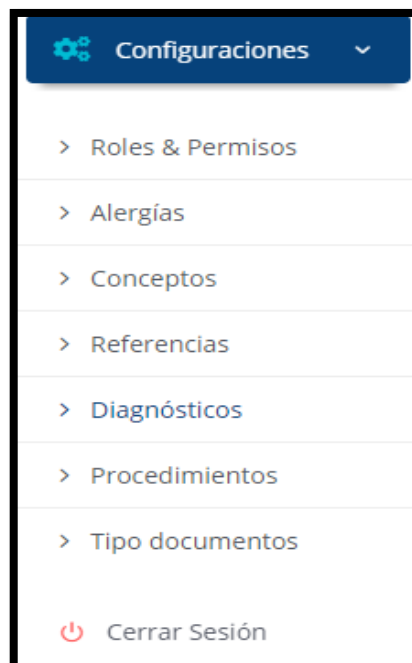 Configuraciones
Roles & Permisos
Alergías
Conceptos
Referencias
Diagnósticos
Procedimientos
Tipo documentos
Cerrar Sesión